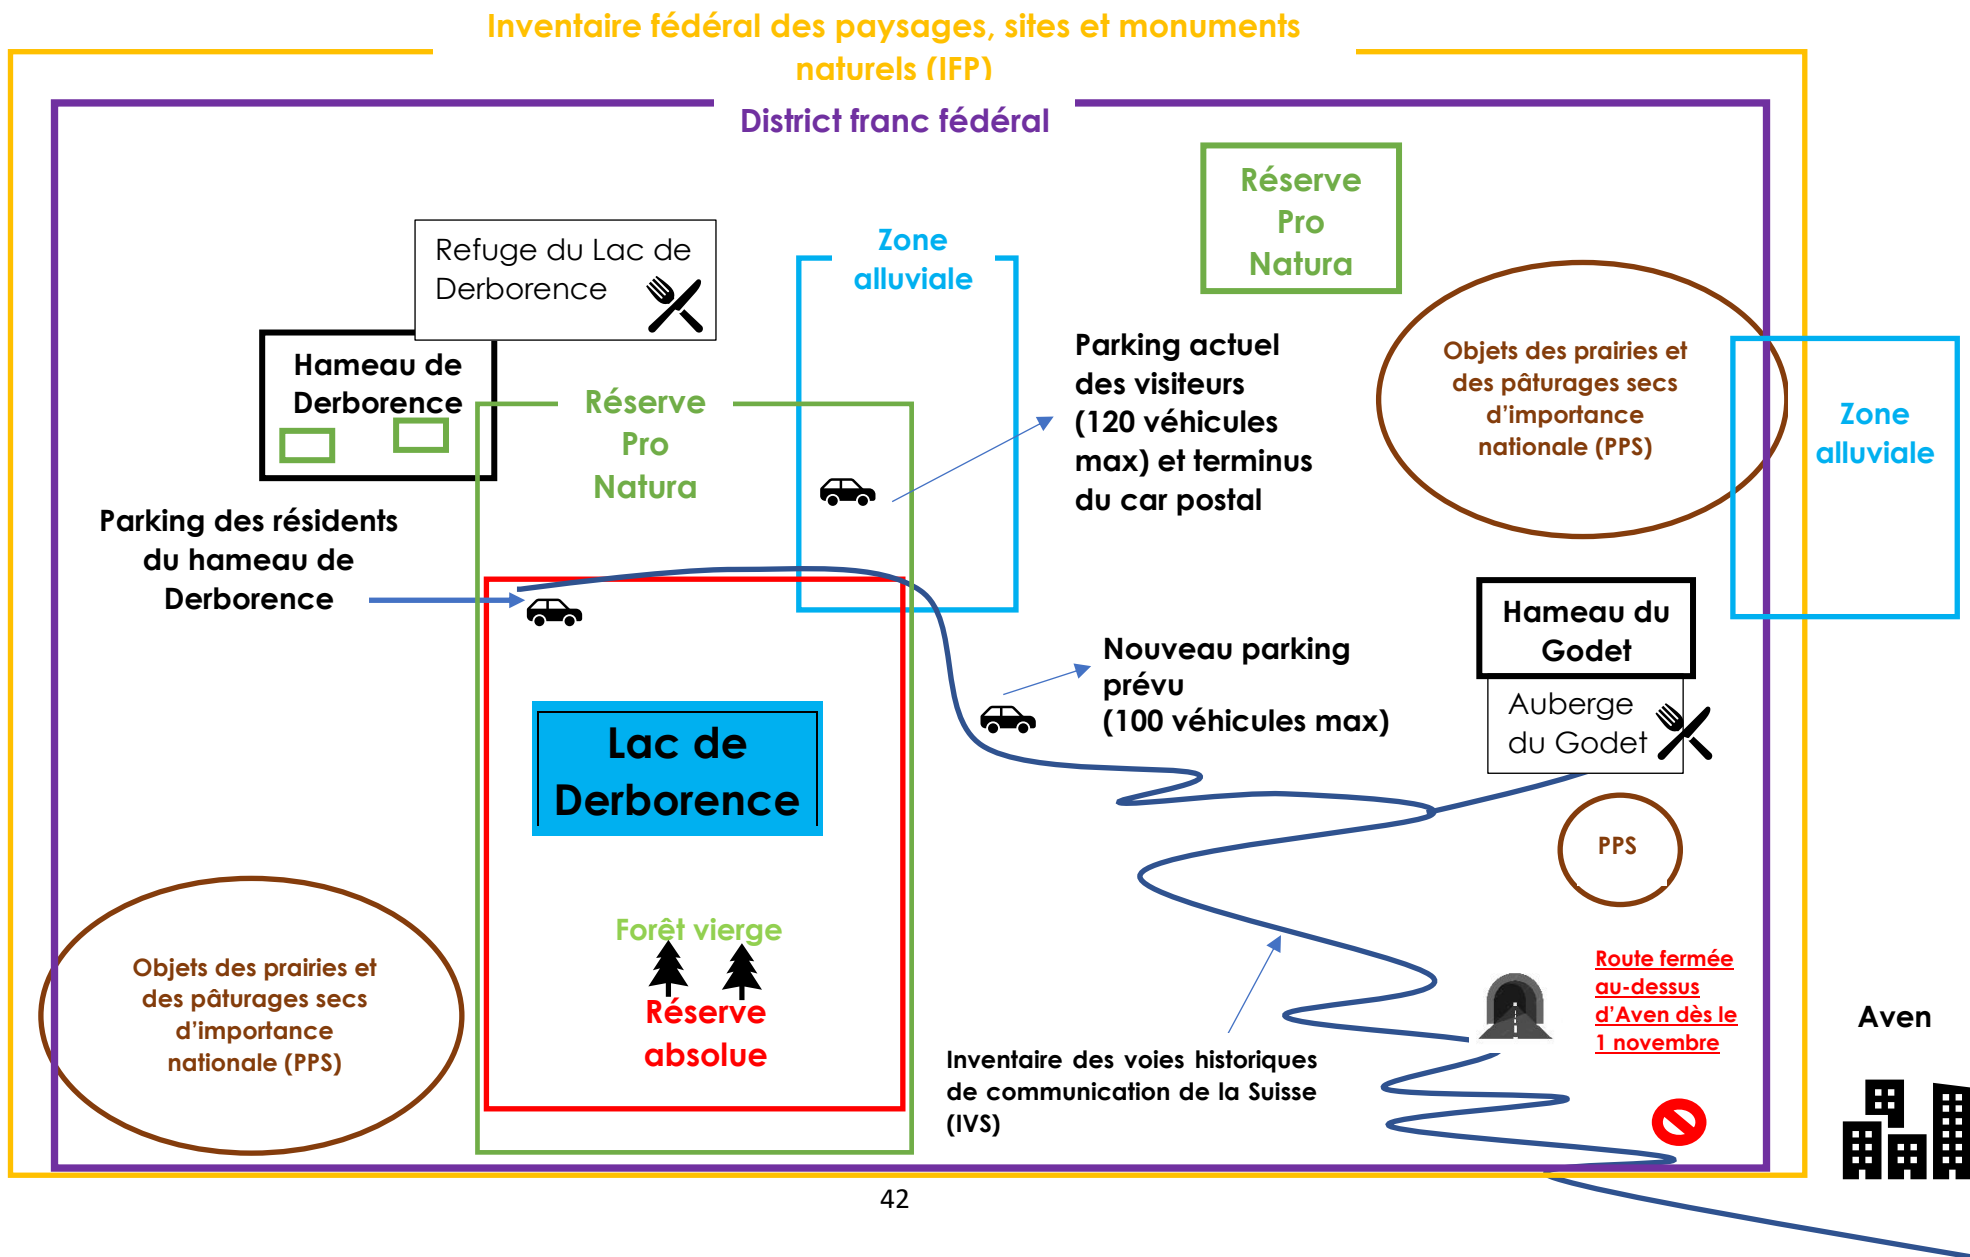 Inventaire fédéral des paysages, sites et monuments
naturels (IFP)
District franc fédéral
Réserve
Pro
Natura
Refuge du Lac de
Derborence
Zone
alluviale
Hameau de
Derborence
Réserve
Pro
Natura
Parking actuel
des visiteurs
(120 véhicules
max) et terminus
du car postal
Objets des prairies et
des pâturages secs
d'importance
nationale (PPS)
Zone
alluviale
Parking des résidents
du hameau de
Derborence
Hameau du
Godet
Nouveau parking
prévu
(100 véhicules max)
Auberge
du Godet
Lac de
Derborence
PPS
Forêt vierge
Réserve
absolue
Objets des prairies et
des pâturages secs
d'importance
nationale (PPS)
Route fermée
au-dessus
d'Aven dès le
1 novembre
Aven
Inventaire des voies historiques
de communication de la Suisse
(IVS)
42